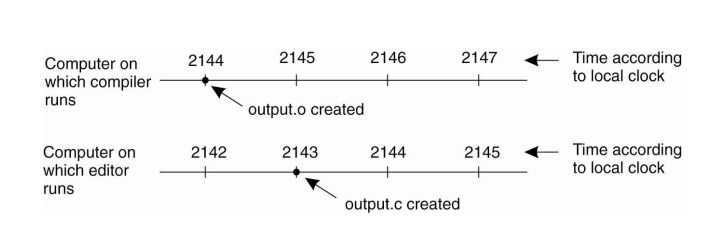 Computer on
which compiler
runs
2144 2145 2146 2147
Time according
to local clock
output.o created
Computer on
which editor
runs
2142 2143 2144 2145
Time according
to local clock
output.c created